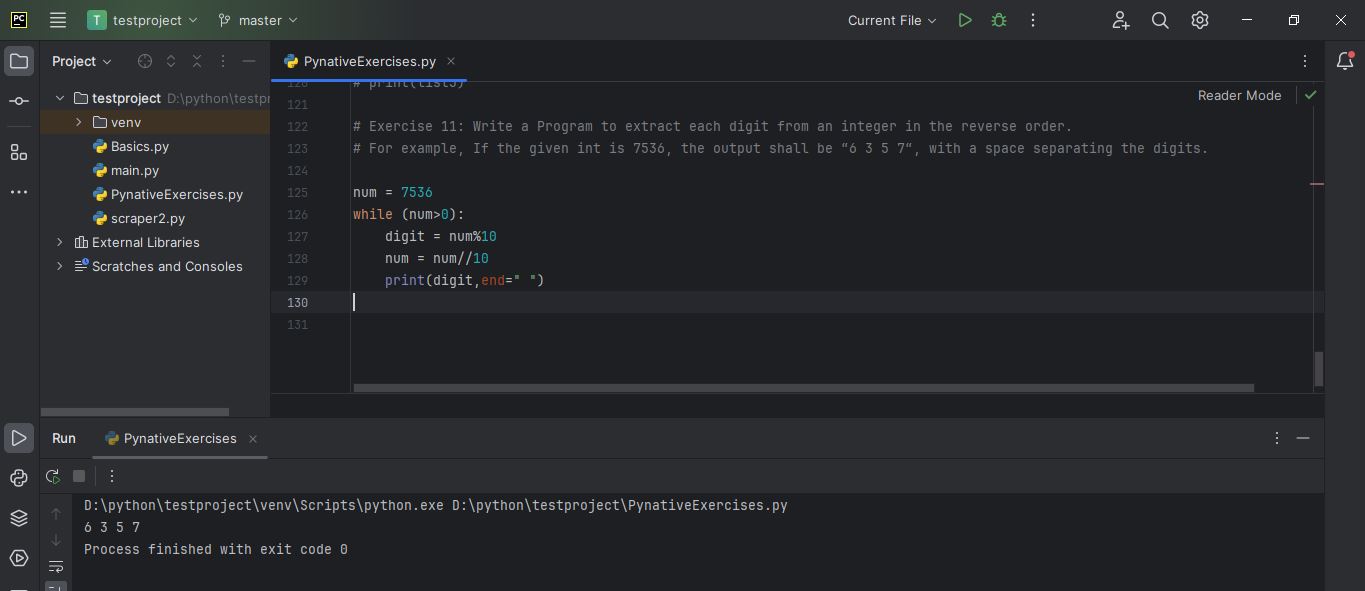 PC
T testproject master Current File
Project
PynativeExercises.py
testproject D:\python\testpr
venv
Basics.py
main.py
PynativeExercises.py
scraper2.py
External Libraries
Scratches and Consoles
Reader Mode
120 # print(list3)
121
122 # Exercise 11: Write a Program to extract each digit from an integer in the reverse order.
123 # For example, If the given int is 7536, the output shall be “6 3 5 7“, with a space separating the digits.
124
125 num = 7536
126 while (num>0):
127 digit = num%10
128 num = num//10
129 print(digit,end=" ")
130
131
Run PynativeExercises
D:\python\testproject\venv\Scripts\python.exe D:\python\testproject\PynativeExercises.py
6 3 5 7
Process finished with exit code 0